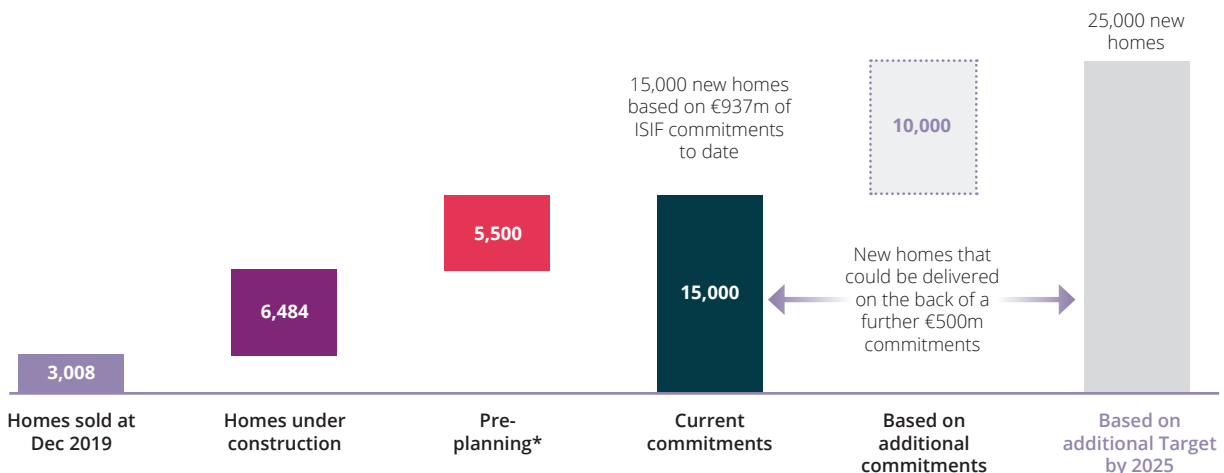 25,000 new
homes
15,000 new homes
based on €937m of
ISIF commitments
to date
10,000
5,500
6,484
15,000
3,008
New homes that
could be delivered
on the back of a
further €500m
commitments
Homes sold at
Dec 2019
Homes under
construction
Pre-
planning*
Current
commitments
Based on
additional
commitments
Based on
additional Target
by 2025